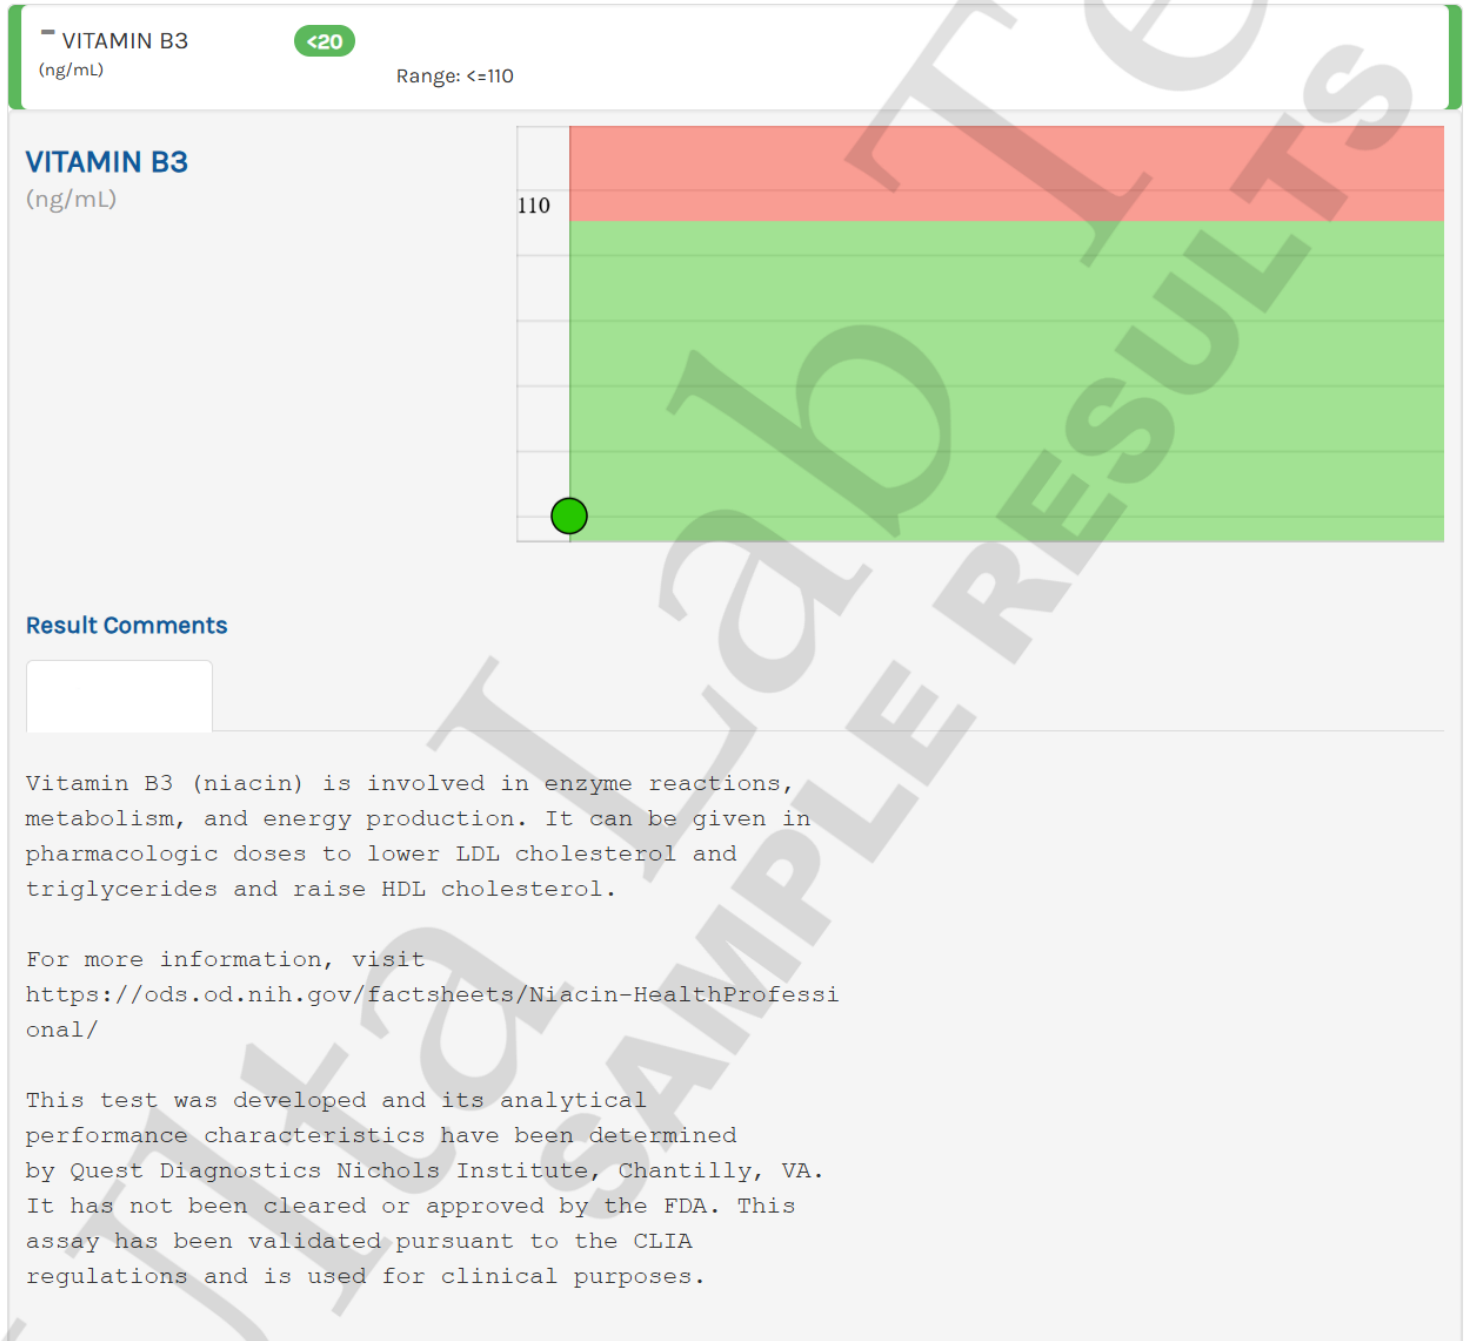 VITAMIN B3
<20
(ng/mL)
Range: <=110
VITAMIN B3
(ng/mL)
110
Result Comments
Vitamin B3 (niacin) is involved in enzyme reactions,
metabolism, and energy production. It can be given in
pharmacologic doses to lower LDL cholesterol and
triglycerides and raise HDL cholesterol.
For more information, visit
https://ods.od.nih.gov/factsheets/Niacin-HealthProfessi
onal/
This test was developed and its analytical
performance characteristics have been determined
by Quest Diagnostics Nichols Institute, Chantilly, VA.
It has not been cleared or approved by the FDA. This
assay has been validated pursuant to the CLIA
regulations and is used for clinical purposes.
Ulta Lab Te
SAMPLE RESULTS